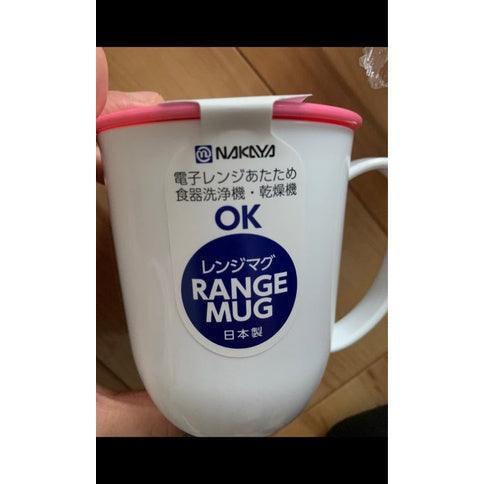 NAKAYA
電子レンジあたため
食器洗浄機・乾燥機
OK
レンジマグ
RANGE
MUG
日本製